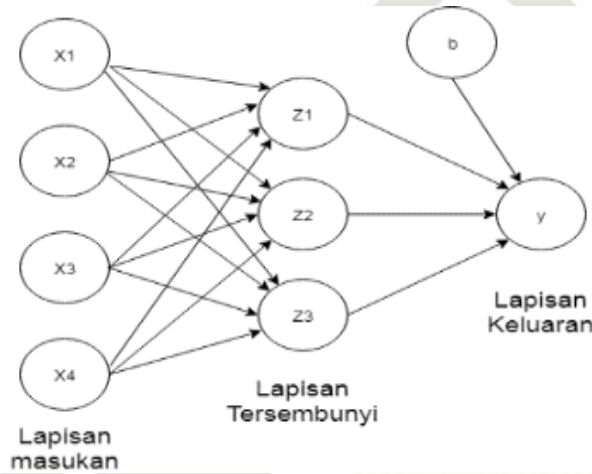 X1
X2
X3
X4
Lapisan
masukan
Z1
Z2
Z3
Lapisan
Tersembunyi
b
y
Lapisan
Keluaran